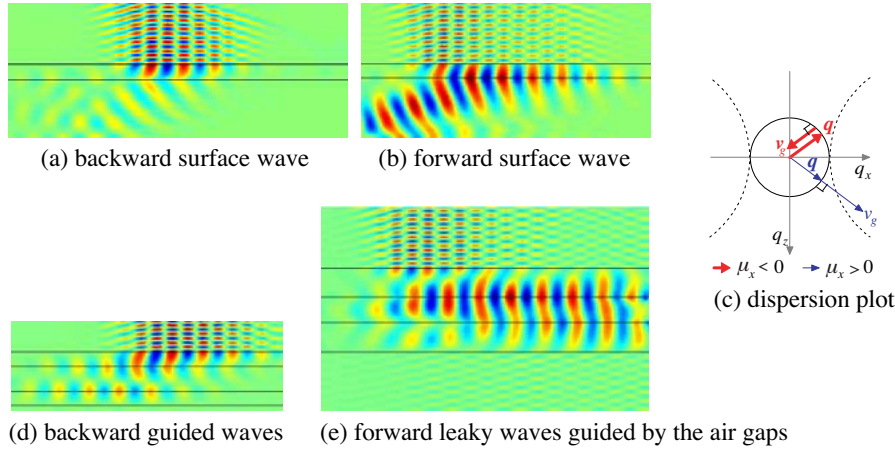 (a) backward surface wave
(b) forward surface wave
q
v_g
q
q_x
v_g
q_z
μ_x < 0
μ_x > 0
(c) dispersion plot
(d) backward guided waves
(e) forward leaky waves guided by the air gaps